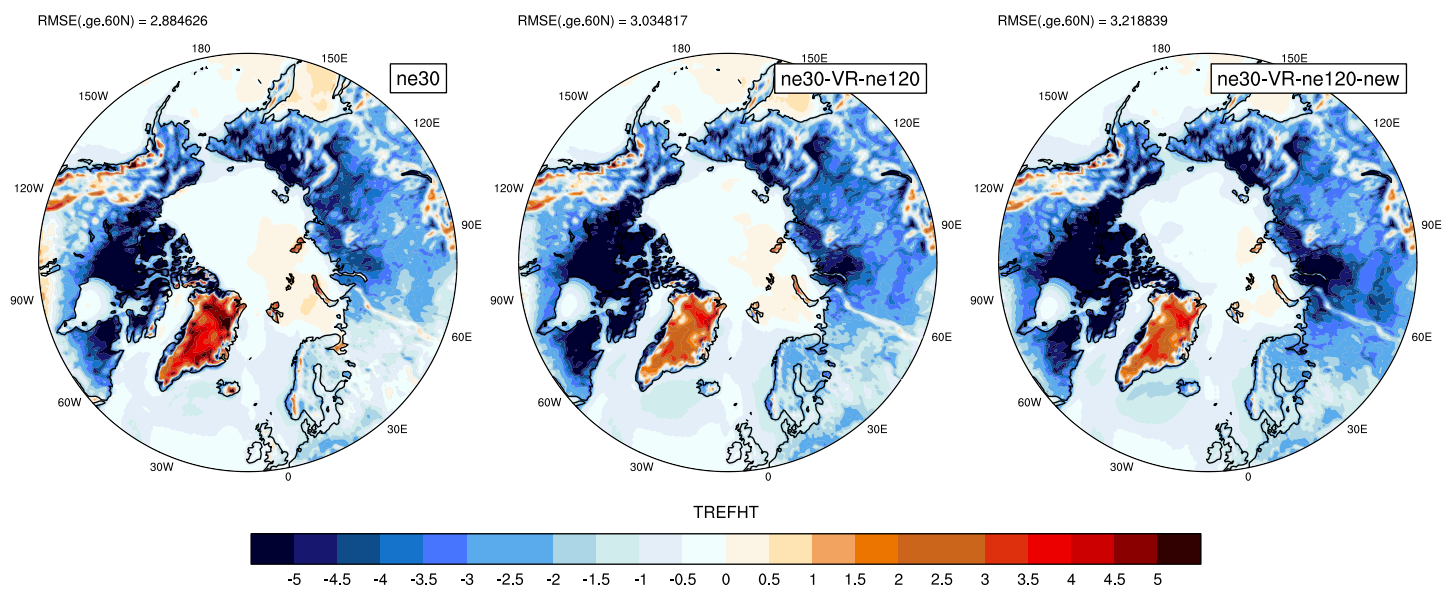 RMSE(.ge.60N) = 2.884626
180
150E
120E
90E
60E
30E
0
30W
60W
90W
120W
150W
ne30
RMSE(.ge.60N) = 3.034817
180
150E
120E
90E
60E
30E
0
30W
60W
90W
120W
150W
ne30-VR-ne120
RMSE(.ge.60N) = 3.218839
180
150E
120E
90E
60E
30E
0
30W
60W
90W
120W
150W
ne30-VR-ne120-new
TREFHT
-5 -4.5 -4 -3.5 -3 -2.5 -2 -1.5 -1 -0.5 0 0.5 1 1.5 2 2.5 3 3.5 4 4.5 5